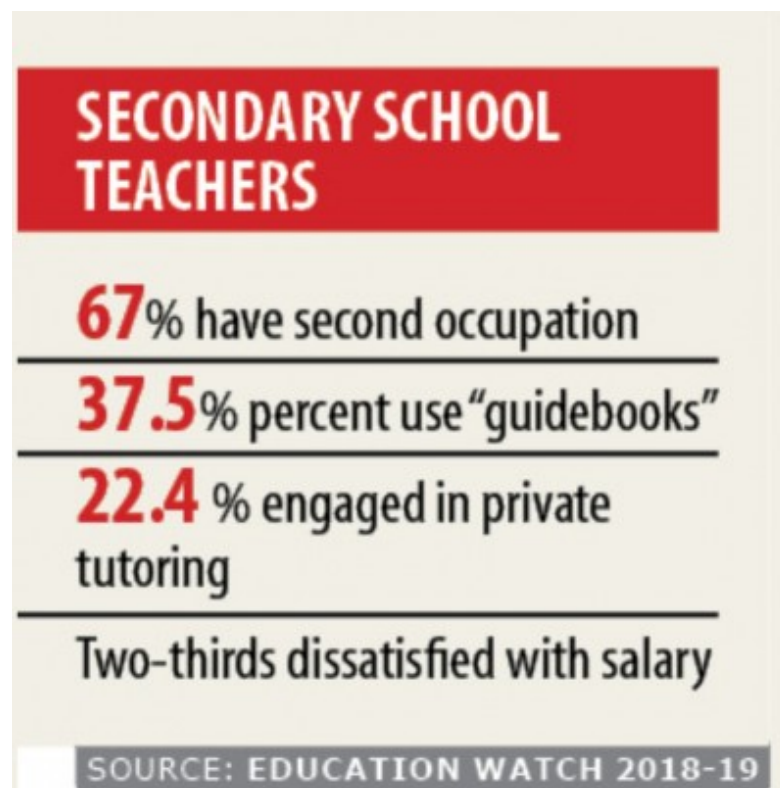 SECONDARY SCHOOL
TEACHERS
67% have second occupation
37.5% percent use “guidebooks”
22.4 % engaged in private
tutoring
Two-thirds dissatisfied with salary
SOURCE: EDUCATION WATCH 2018-19